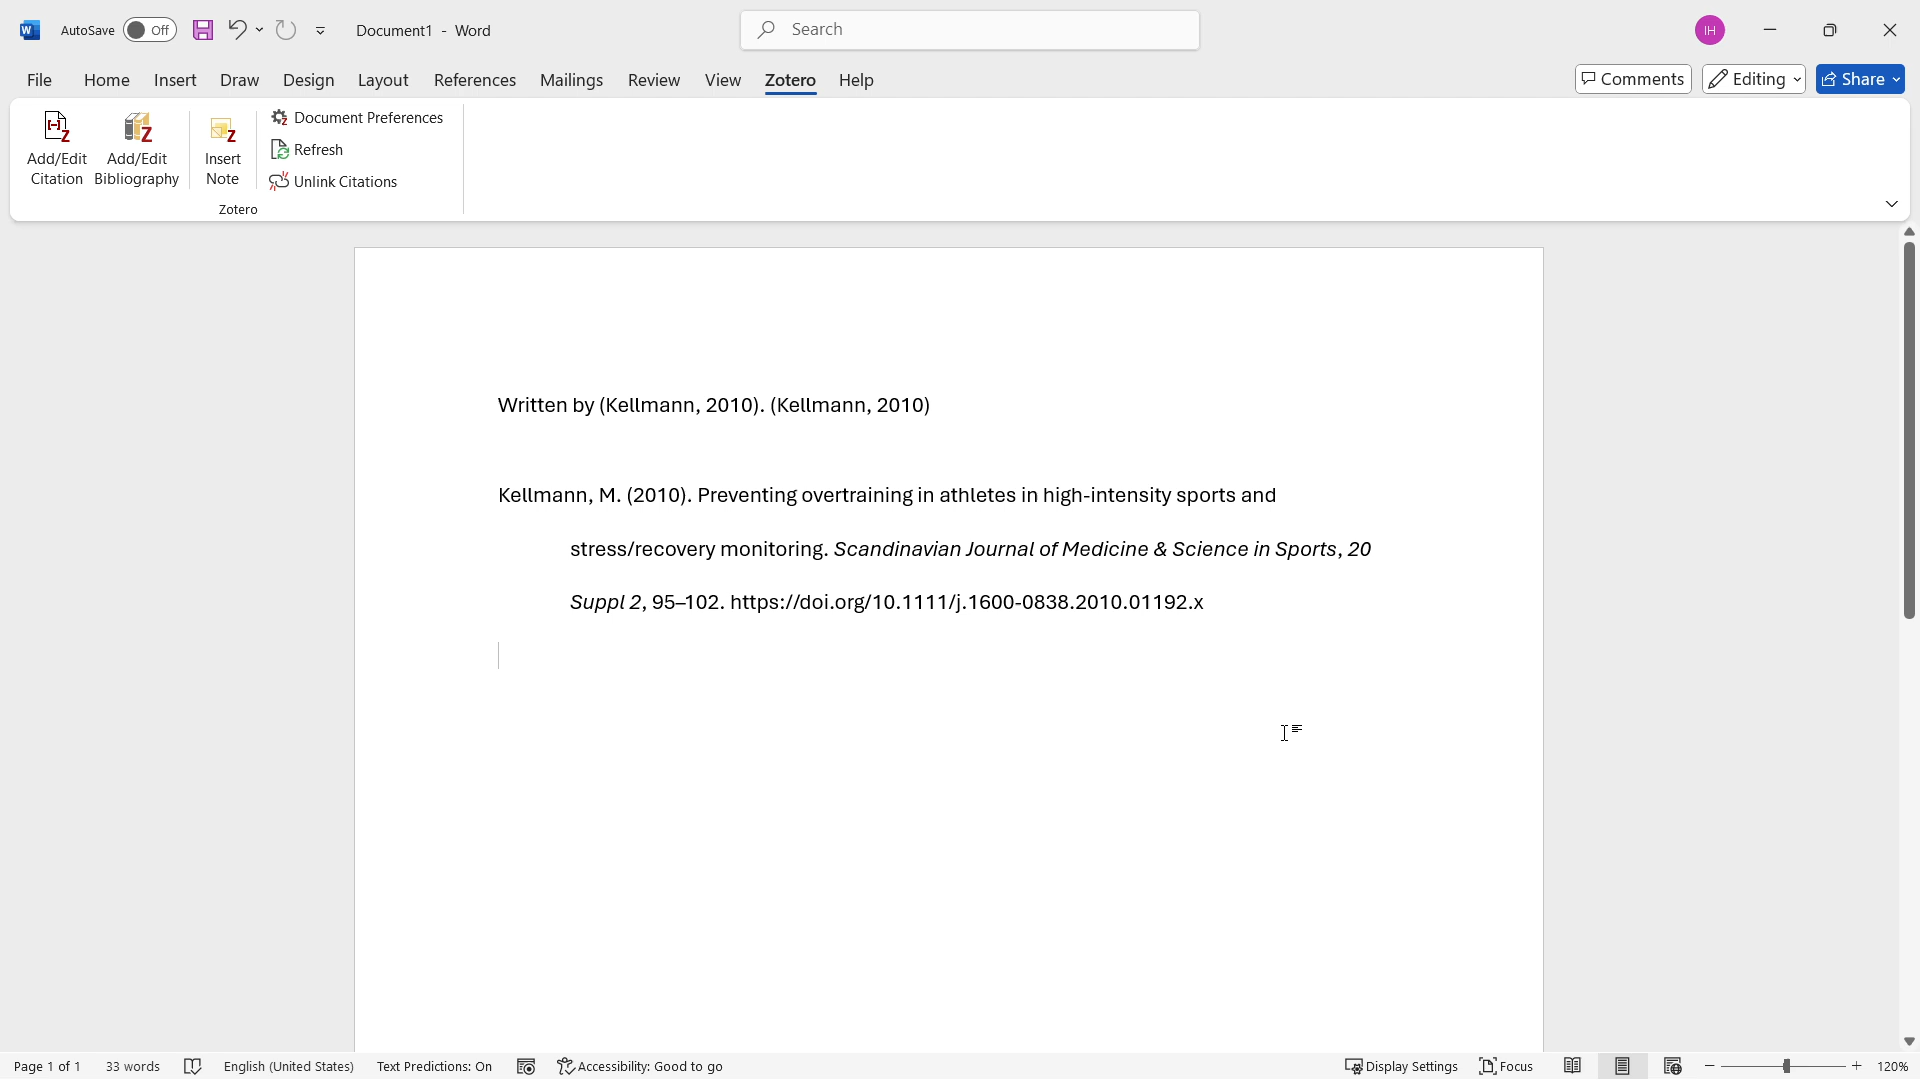 AutoSave Off Document1 - Word Search IH
File Home Insert Draw Design Layout References Mailings Review View Zotero Help Comments Editing Share
Add/Edit Citation
Add/Edit Bibliography
Insert Note
Document Preferences
Refresh
Unlink Citations
Zotero
Written by (Kellmann, 2010). (Kellmann, 2010)
Kellmann, M. (2010). Preventing overtraining in athletes in high-intensity sports and
stress/recovery monitoring. Scandinavian Journal of Medicine & Science in Sports, 20
Suppl 2, 95–102. https://doi.org/10.1111/j.1600-0838.2010.01192.x
Page 1 of 1 33 words English (United States) Text Predictions: On Accessibility: Good to go Display Settings Focus 120%